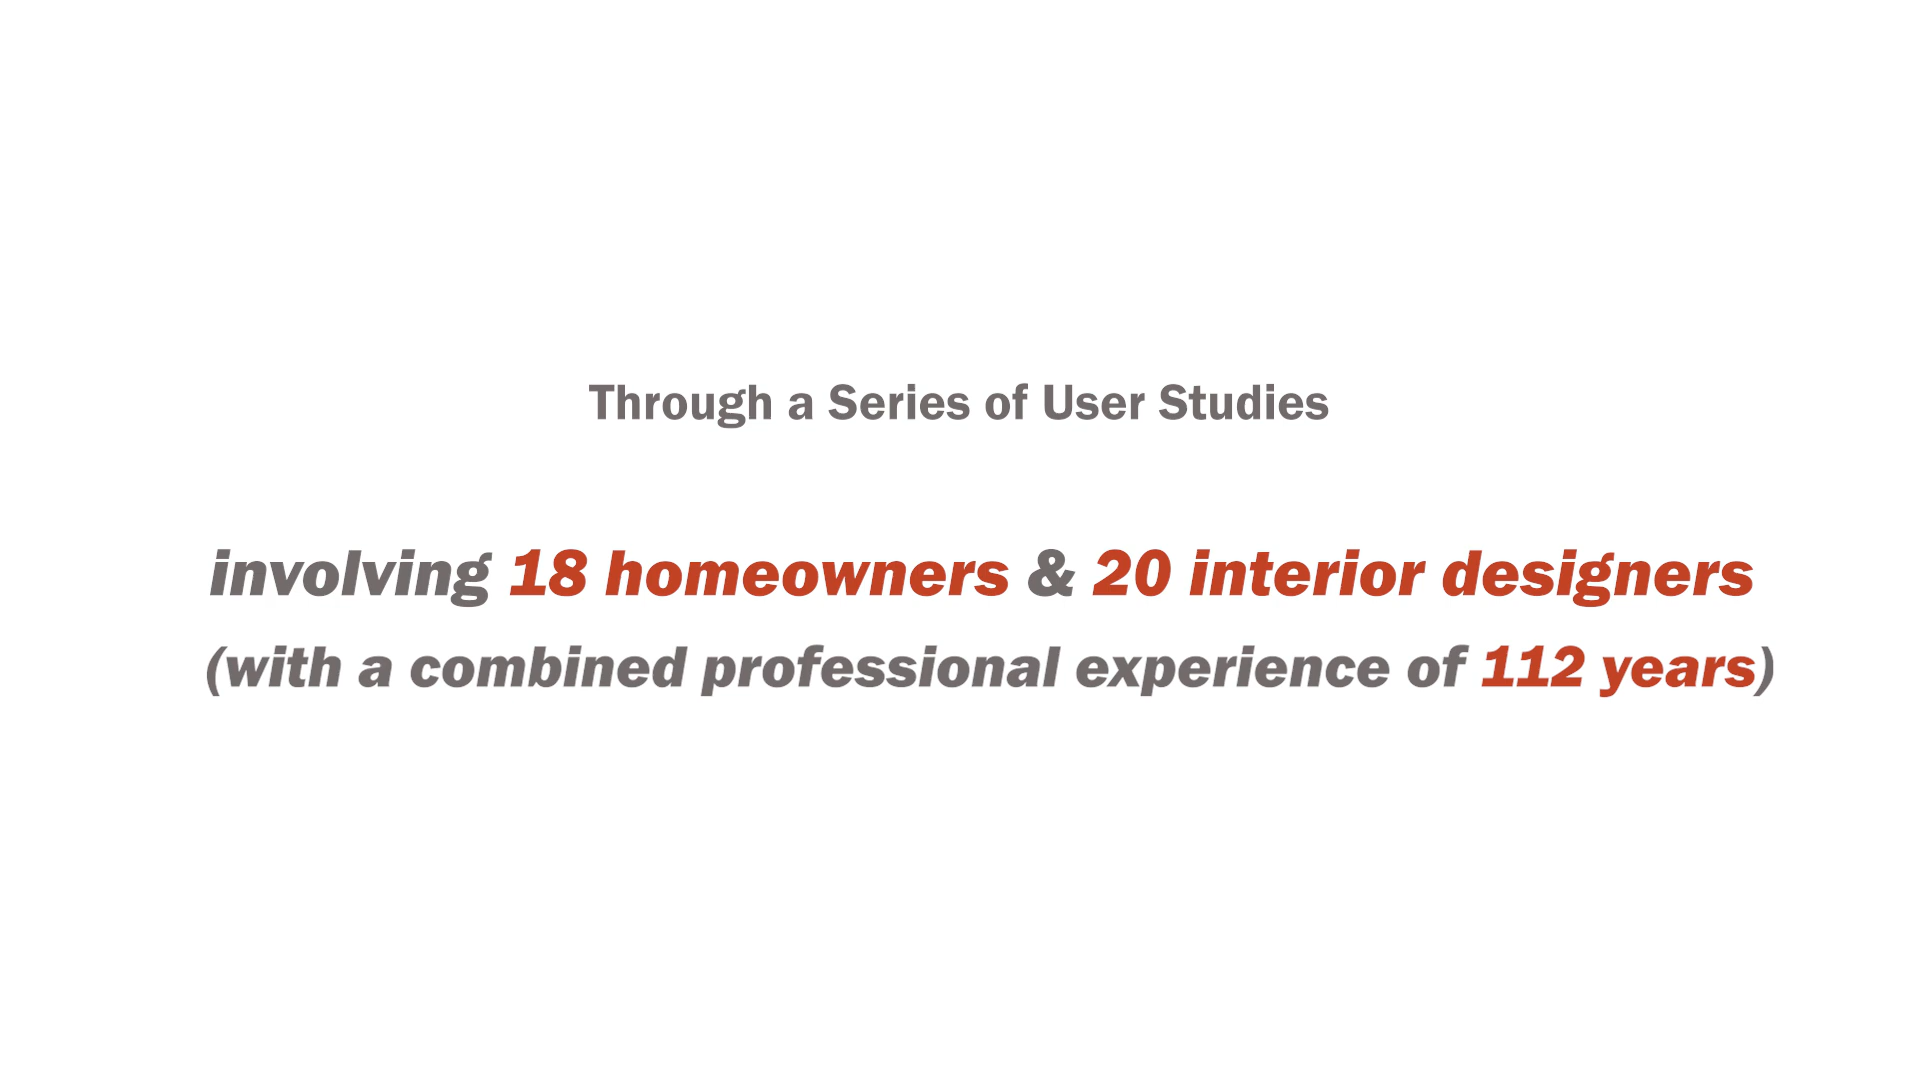 Through a Series of User Studies
involving 18 homeowners & 20 interior designers
(with a combined professional experience of 112 years)